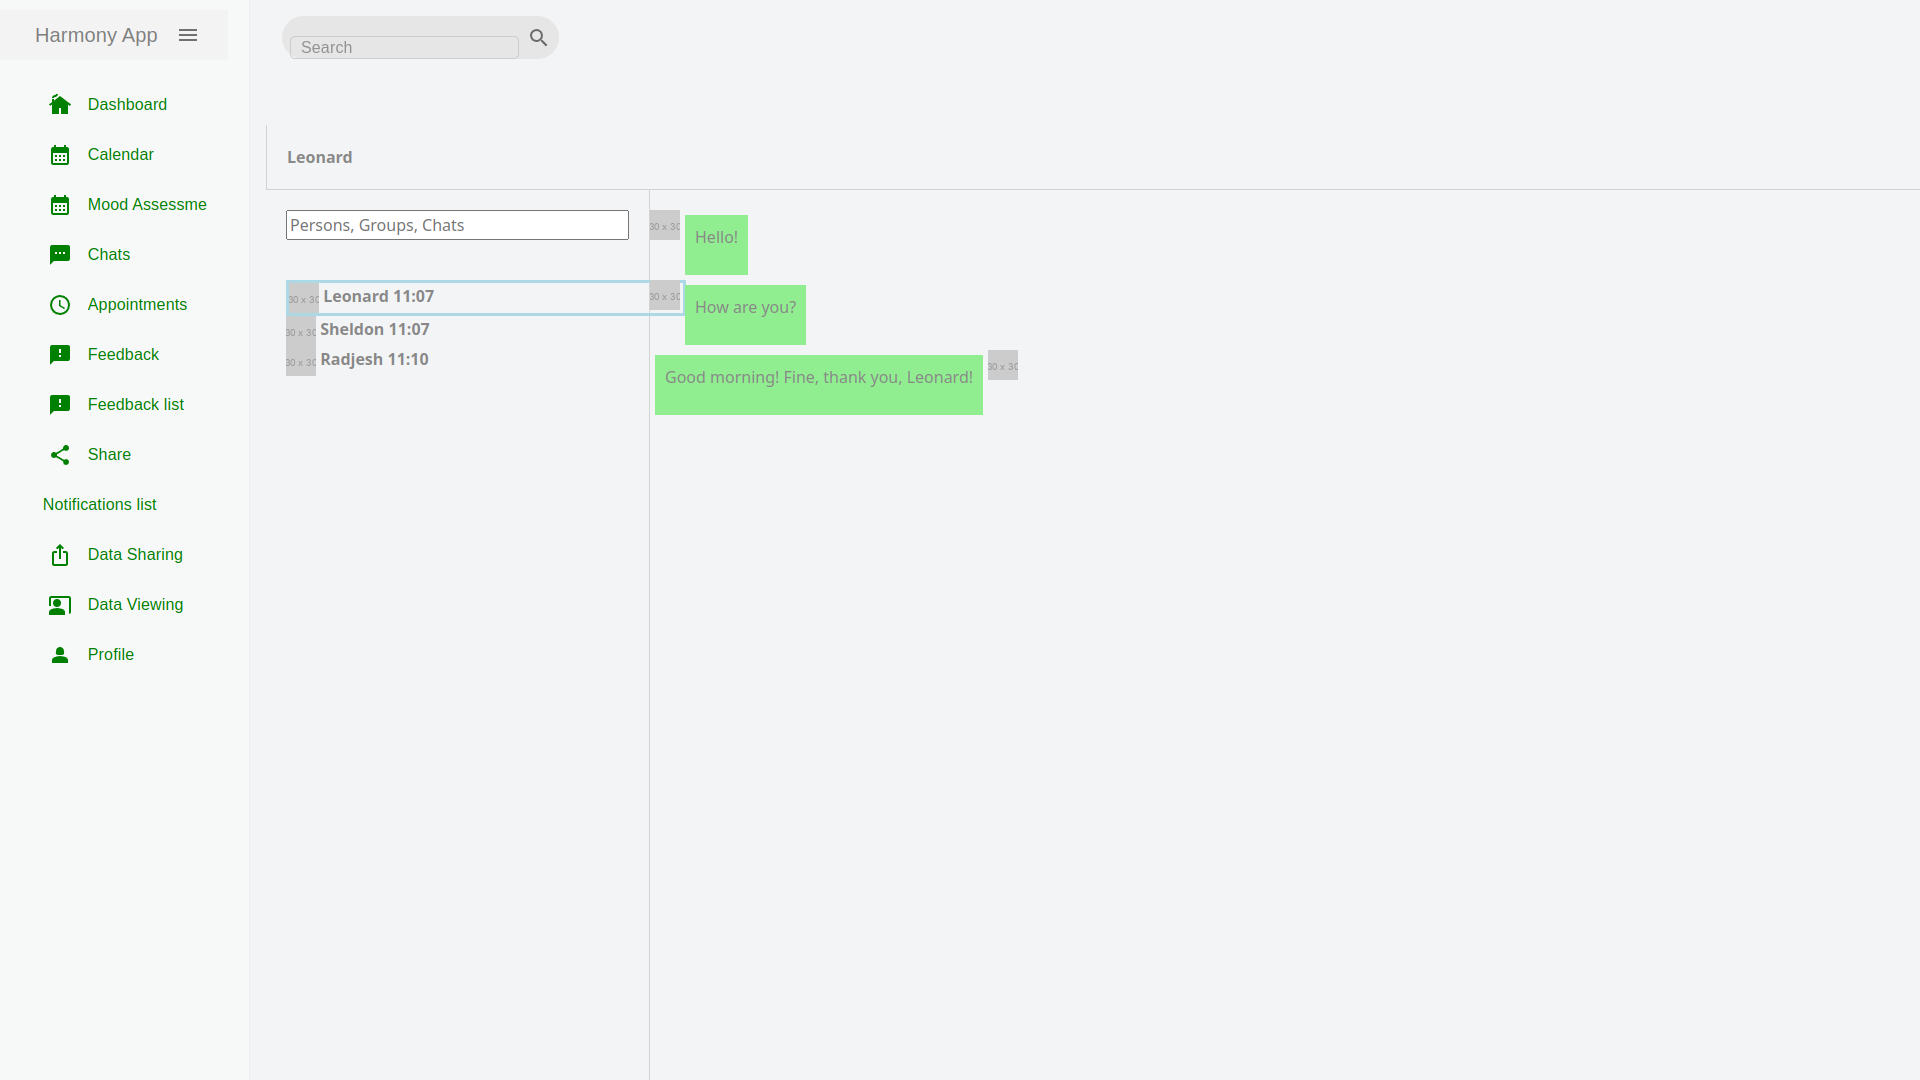 Harmony App
Search
Dashboard
Calendar
Mood Assessme
Chats
Appointments
Feedback
Feedback list
Share
Notifications list
Data Sharing
Data Viewing
Profile
Leonard
Persons, Groups, Chats
30 x 30
Leonard 11:07
30 x 30
Sheldon 11:07
30 x 30
Radjesh 11:10
30 x 30
Hello!
30 x 30
How are you?
Good morning! Fine, thank you, Leonard!
30 x 30